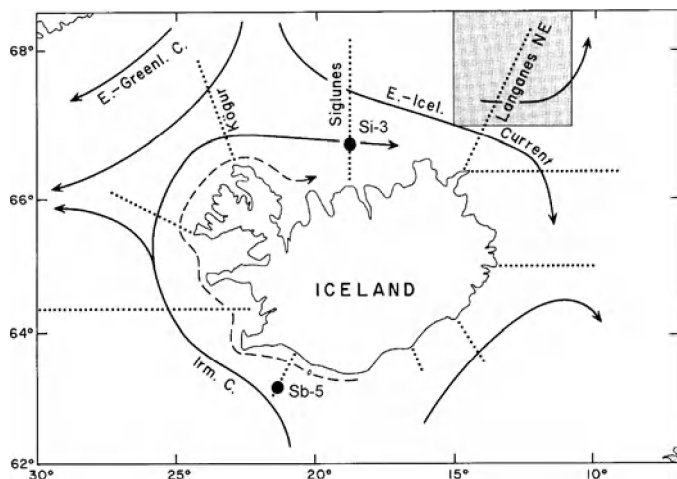 68°
E.-Greenl. C.
Kögur
Siglunes
Si-3
E.-Icel.
Current
Langanes NE
66°
ICELAND
64°
Irm. C.
Sb-5
62°
30° 25° 20° 15° 10°